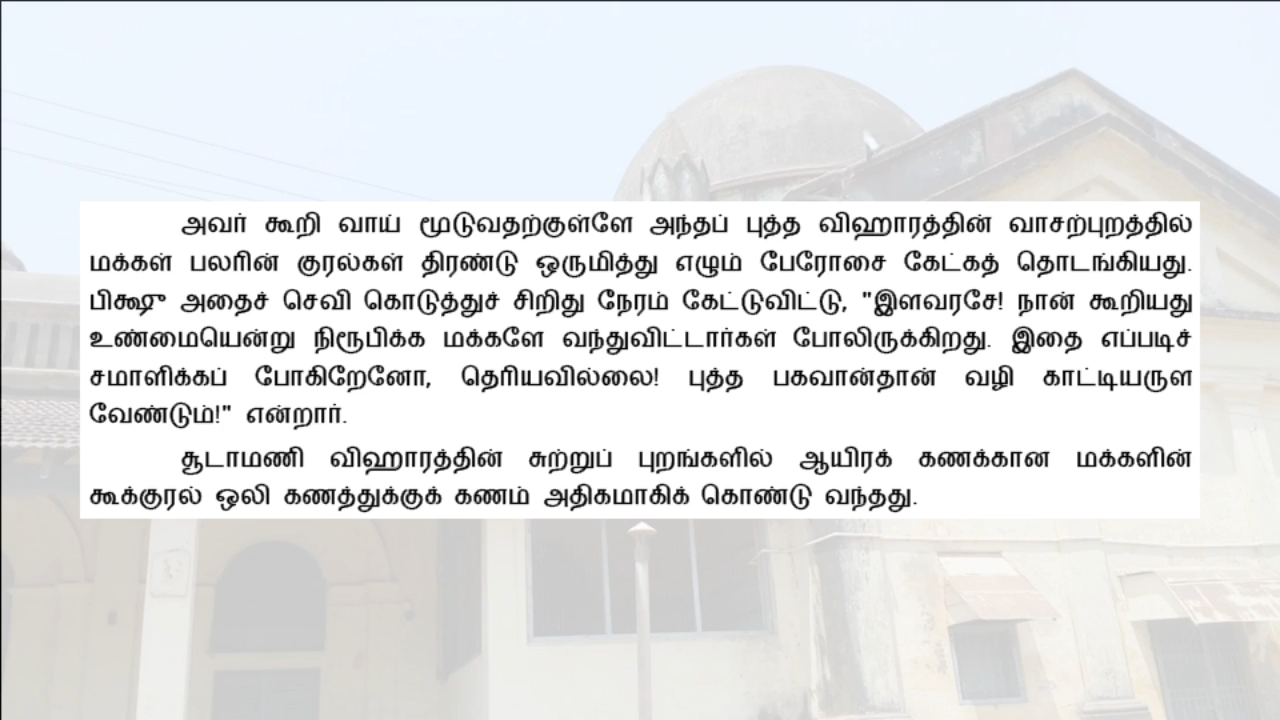 அவர் கூறி வாய் மூடுவதற்குள்ளே அந்தப் புத்த விஹாரத்தின் வாசற்புறத்தில்
மக்கள் பலரின் குரல்கள் திரண்டு ஒருமித்து எழும் பேரோசை கேட்கத் தொடங்கியது.
பிக்ஷு அதைச் செவி கொடுத்துச் சிறிது நேரம் கேட்டுவிட்டு, "இளவரசே! நான் கூறியது
உண்மையென்று நிரூபிக்க மக்களே வந்துவிட்டார்கள் போலிருக்கிறது. இதை எப்படிச்
சமாளிக்கப் போகிறேனோ, தெரியவில்லை! புத்த பகவான்தான் வழி காட்டியருள
வேண்டும்!" என்றார்.
சூடாமணி விஹாரத்தின் சுற்றுப் புறங்களில் ஆயிரக் கணக்கான மக்களின்
கூக்குரல் ஒலி கணத்துக்குக் கணம் அதிகமாகிக் கொண்டு வந்தது.